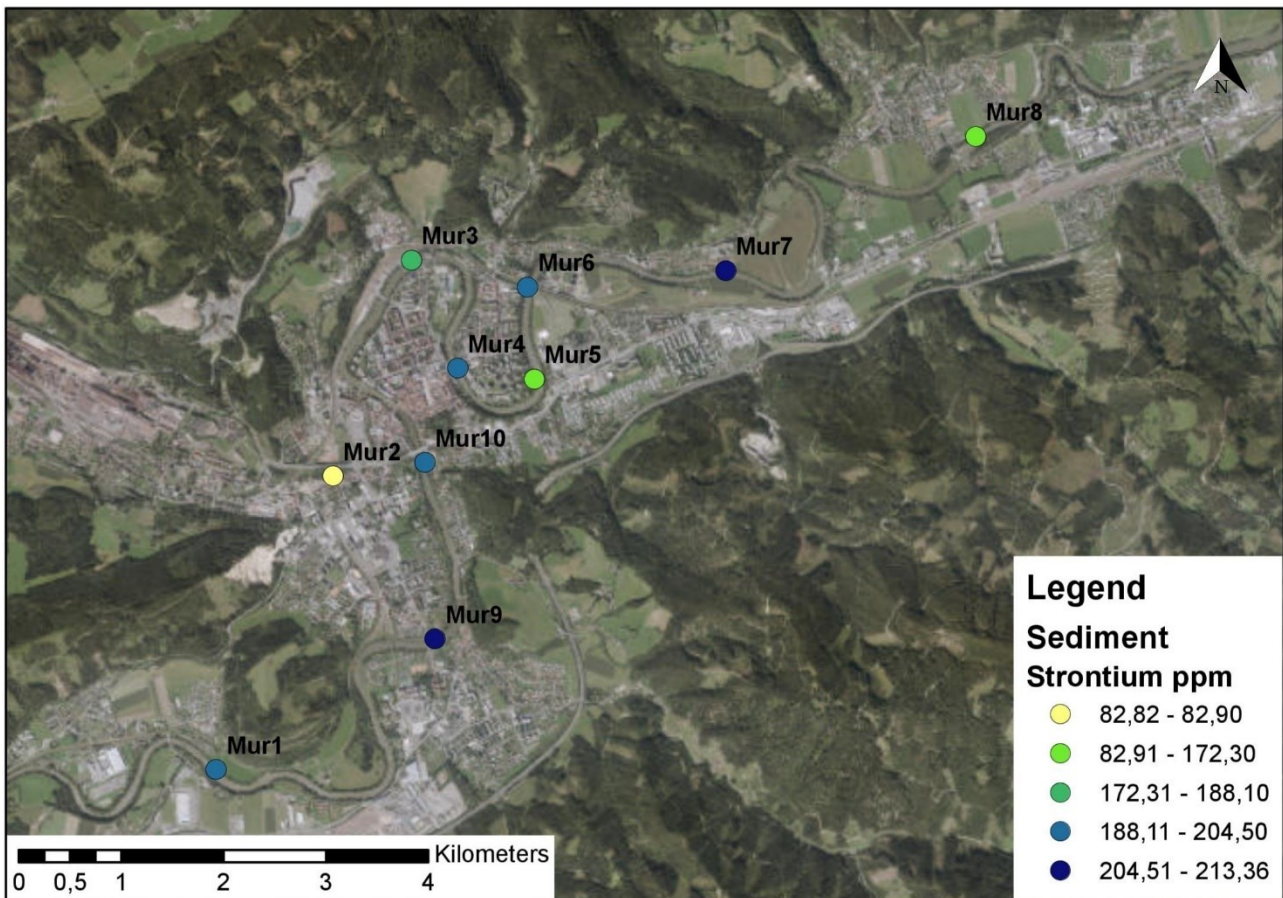 N
Mur8
Mur3
Mur6
Mur7
Mur4
Mur5
Mur10
Mur2
Mur9
Mur1
Legend
Sediment
Strontium ppm
82,82 - 82,90
82,91 - 172,30
172,31 - 188,10
188,11 - 204,50
204,51 - 213,36
Kilometers
0 0,5 1 2 3 4